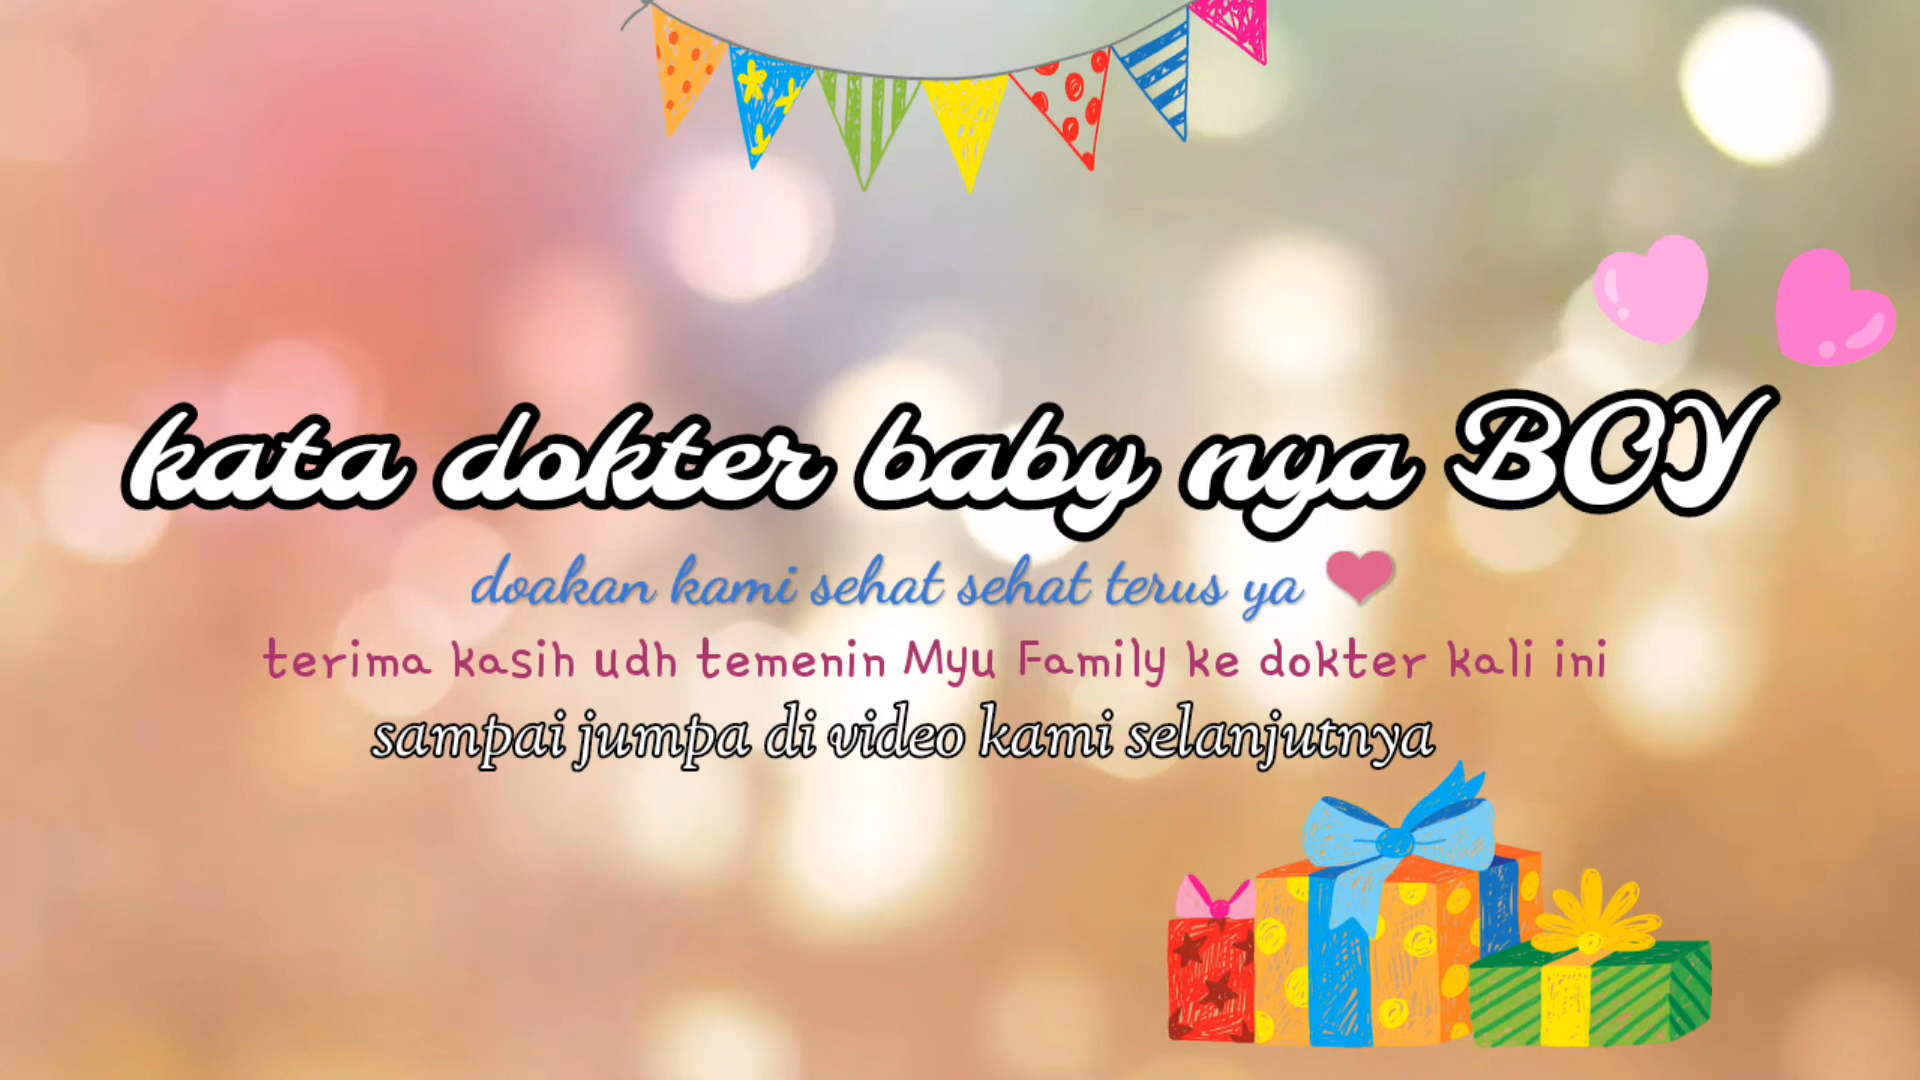 kata dokter baby nya BOY
doakan kami sehat sehat terus ya
terima kasih udh temenin Myu Family ke dokter kali ini
sampai jumpa di video kami selanjutnya